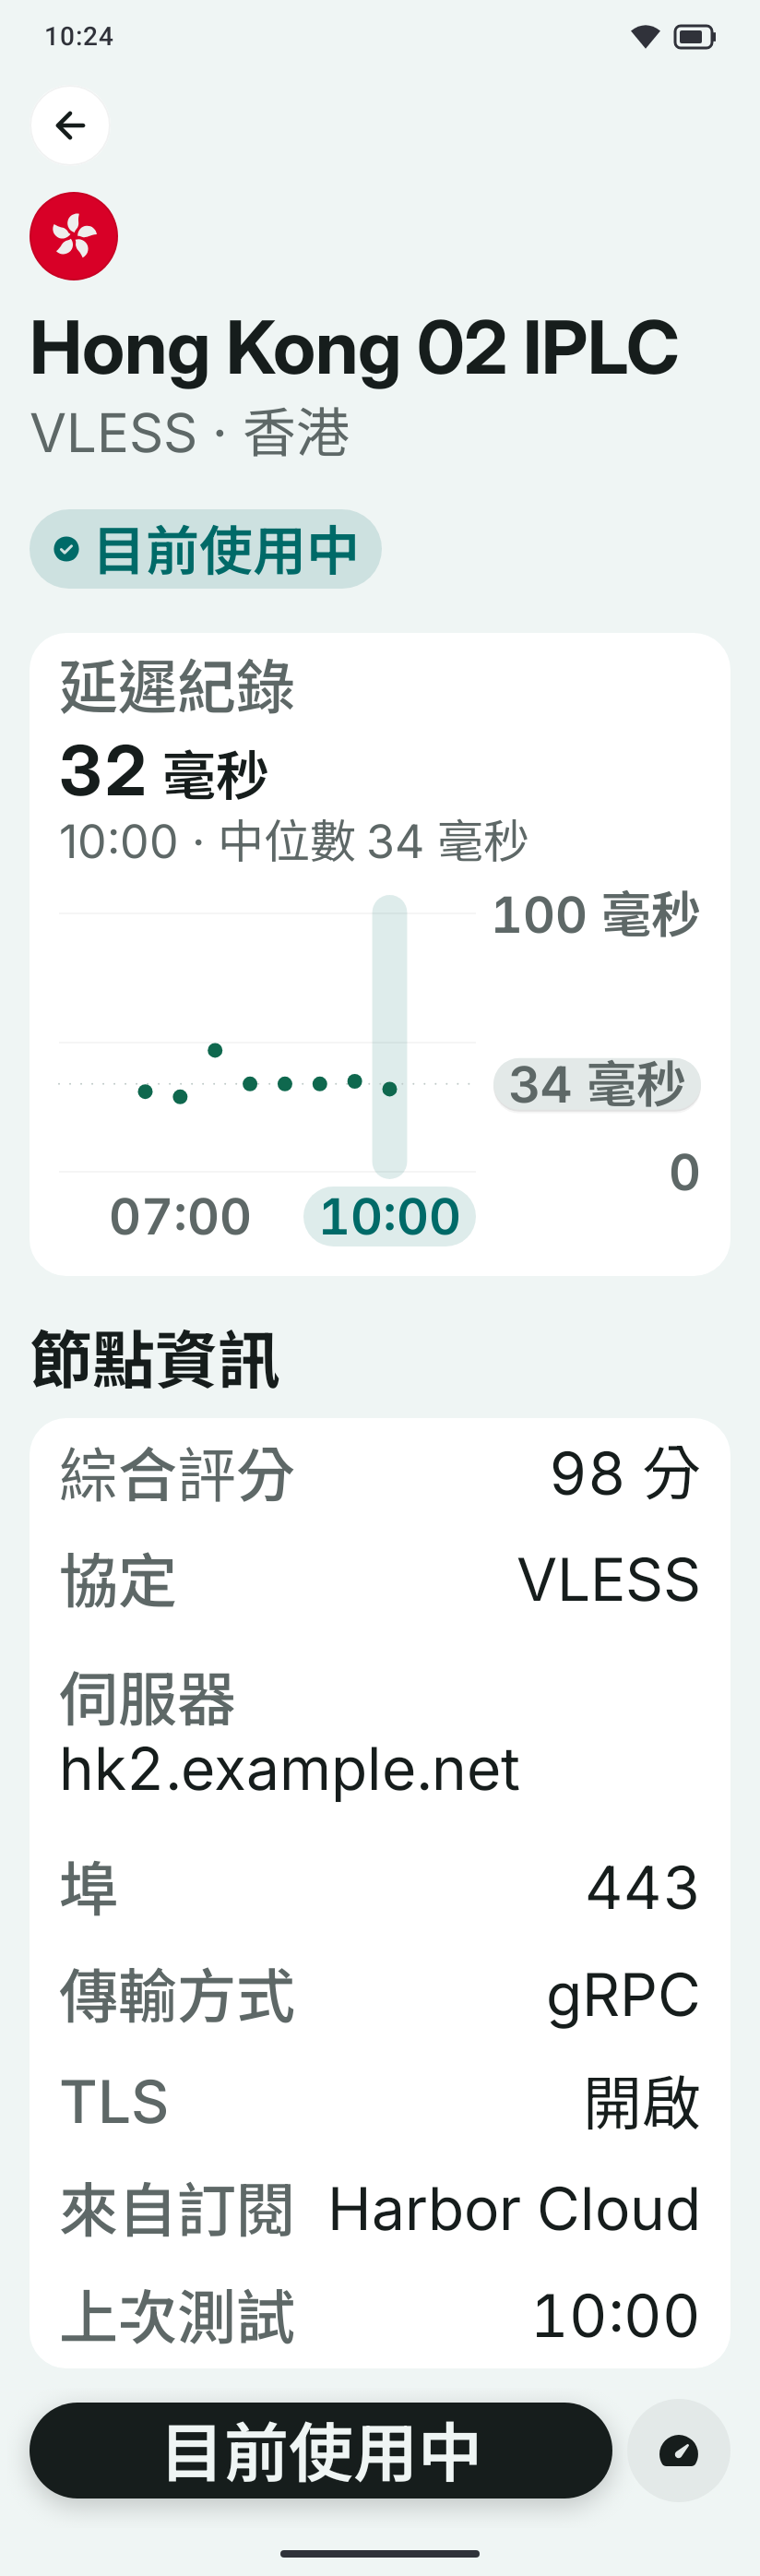 10:24
Hong Kong 02 IPLC
VLESS · 香港
目前使用中
延遲紀錄
32 毫秒
10:00 · 中位數 34 毫秒
100 毫秒
34 毫秒
0
07:00
10:00
節點資訊
綜合評分 98 分
協定 VLESS
伺服器
hk2.example.net
埠 443
傳輸方式 gRPC
TLS 開啟
來自訂閱 Harbor Cloud
上次測試 10:00
目前使用中